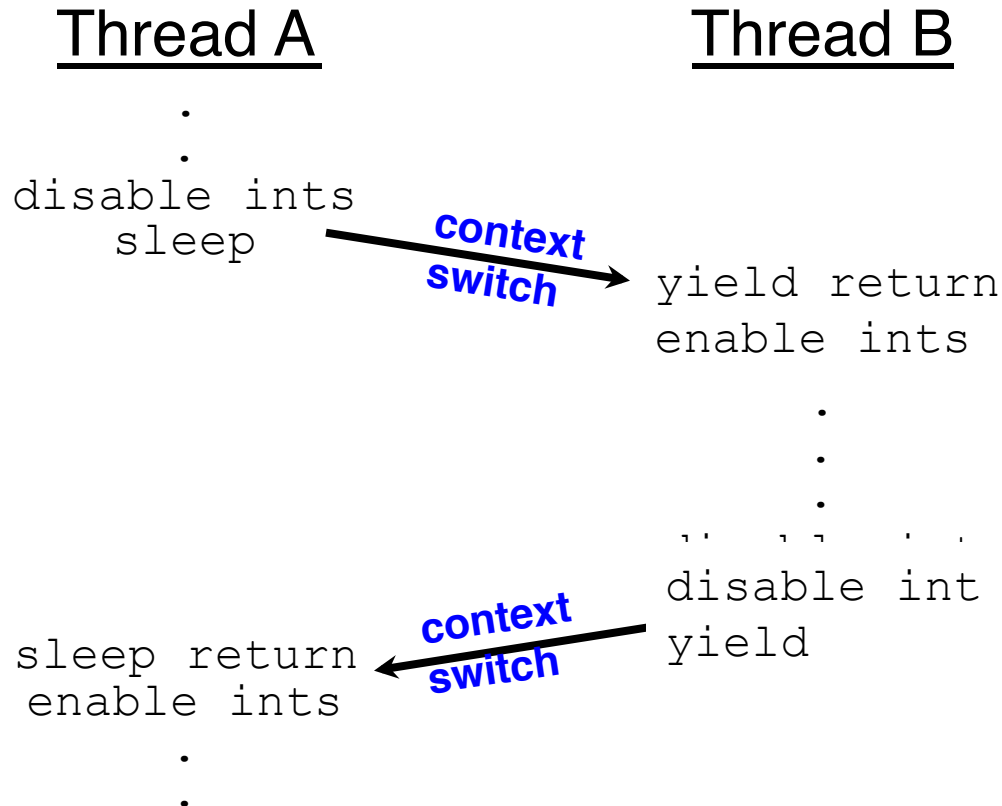 Thread A
Thread B
.
.
disable ints
sleep
context
switch
yield return
enable ints
.
.
.
disable int
yield
context
switch
sleep return
enable ints
.
.